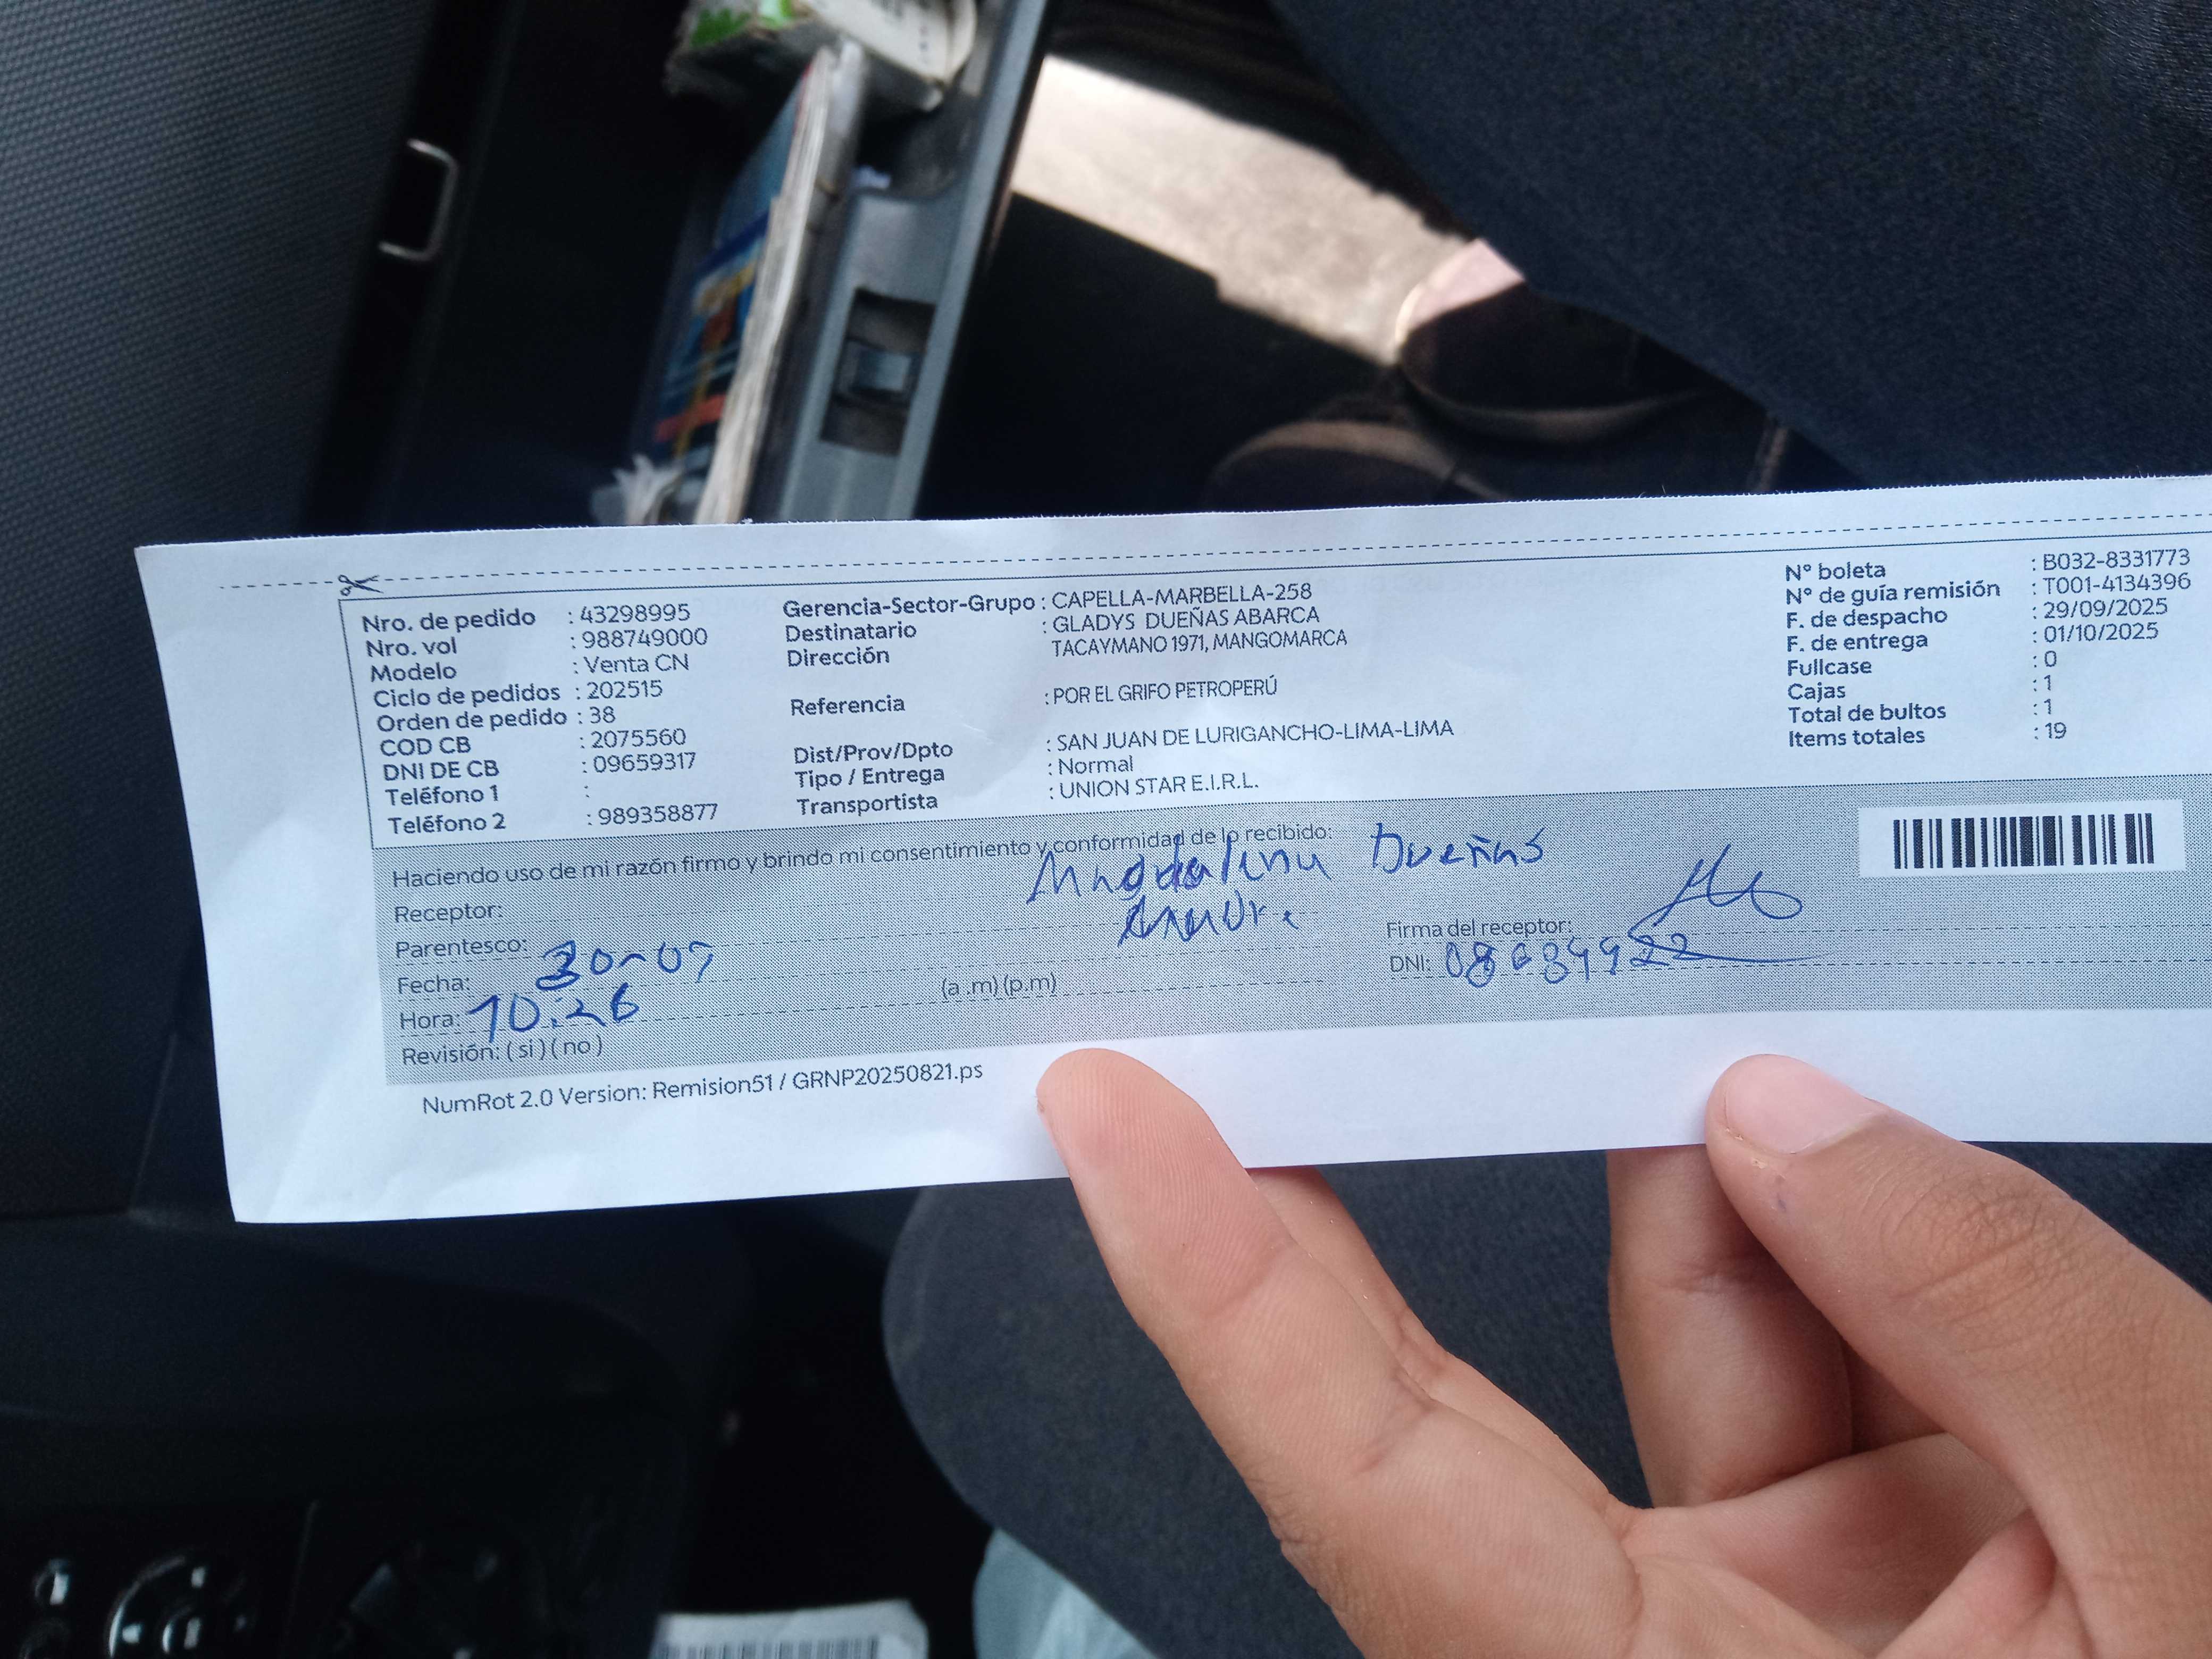 Nro. de pedido : 43298995
Nro. vol : 988749000
Modelo : Venta CN
Ciclo de pedidos : 202515
Orden de pedido : 38
COD CB : 2075560
DNI DE CB : 09659317
Teléfono 1 :
Teléfono 2 : 989358877
Gerencia-Sector-Grupo : CAPELLA-MARBELLA-258
Destinatario : GLADYS DUEÑAS ABARCA
Dirección TACAYMANO 1971, MANGOMARCA
Referencia : POR EL GRIFO PETROPERÚ
Dist/Prov/Dpto : SAN JUAN DE LURIGANCHO-LIMA-LIMA
Tipo / Entrega : Normal
Transportista : UNION STAR E.I.R.L.
N° boleta : B032-8331773
N° de guía remisión : T001-4134396
F. de despacho : 29/09/2025
F. de entrega : 01/10/2025
Fullcase : 0
Cajas : 1
Total de bultos : 1
Items totales : 19
Haciendo uso de mi razón firmo y brindo mi consentimiento y conformidad de lo recibido:
Receptor: Magdalena Dueñas
Parentesco:
Fecha: 30-09
Hora: 10:26 (a .m) (p.m)
Revisión: ( si ) ( no )
Firma del receptor:
DNI:
NumRot 2.0 Version: Remision51 / GRNP20250821.ps